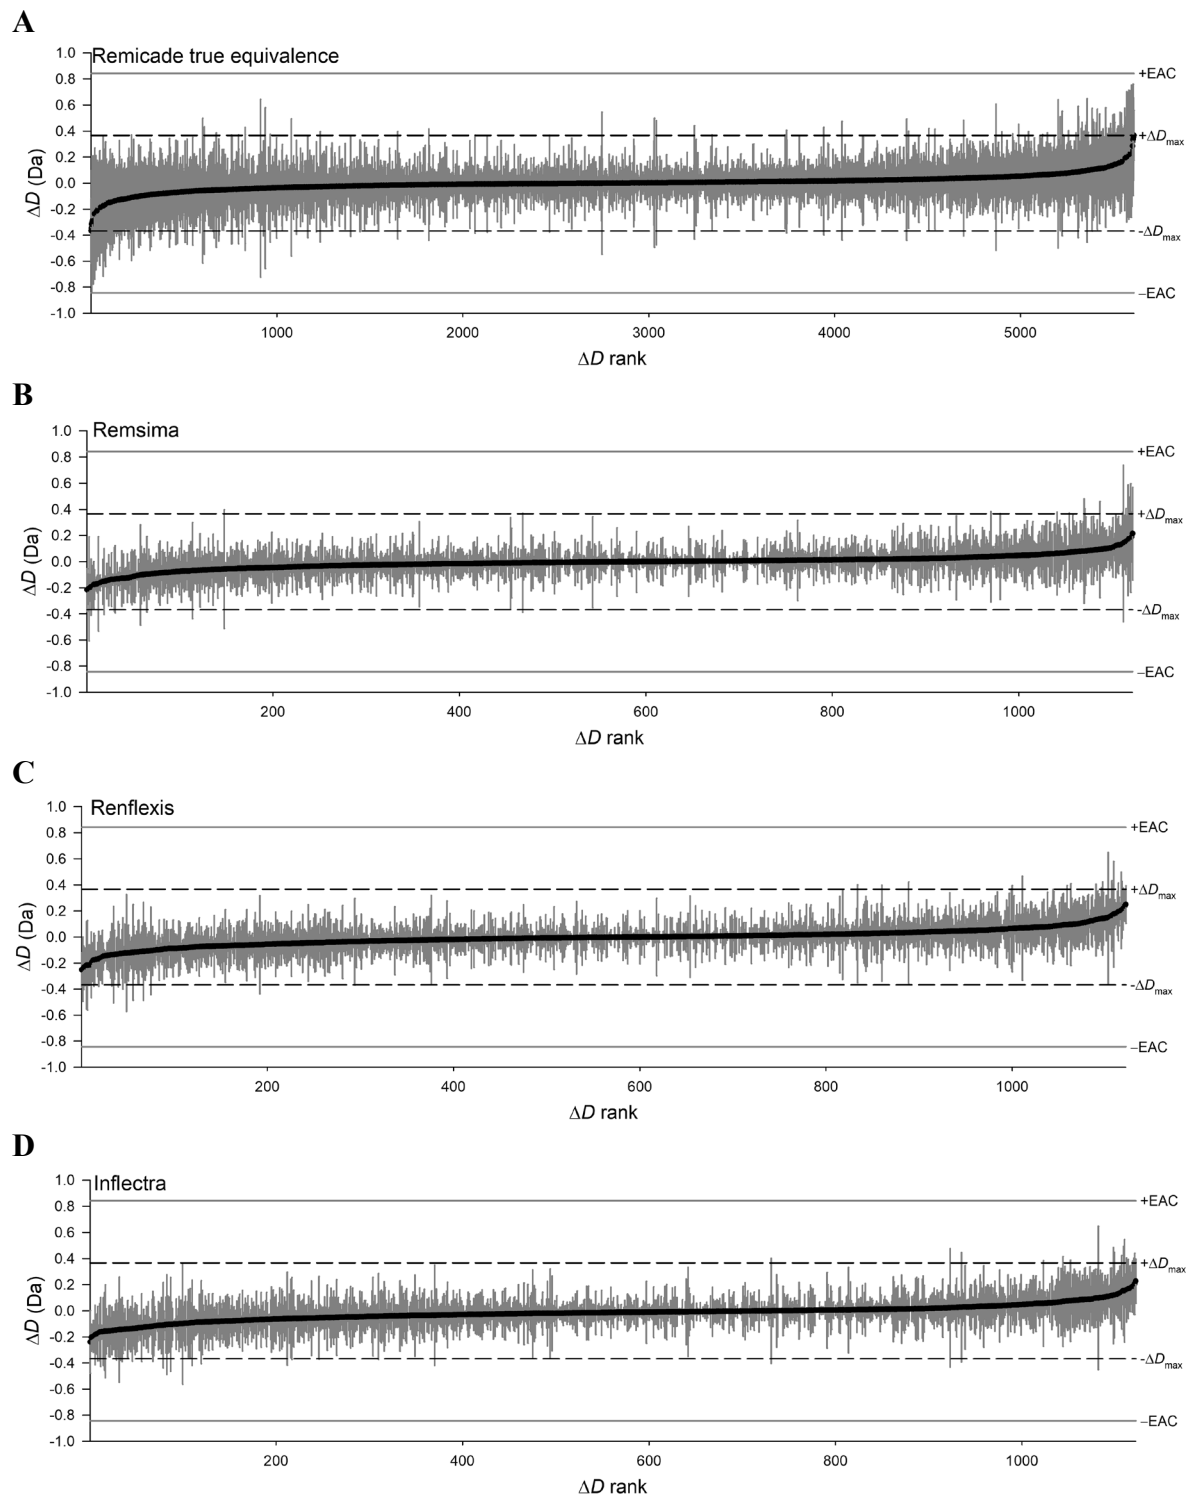 A
Remicade true equivalence
1.0
0.8
0.6
0.4
0.2
0.0
-0.2
-0.4
-0.6
-0.8
-1.0
ΔD (Da)
+EAC
+ΔDmax
-ΔDmax
–EAC
1000 2000 3000 4000 5000
ΔD rank
B
Remsima
1.0
0.8
0.6
0.4
0.2
0.0
-0.2
-0.4
-0.6
-0.8
-1.0
ΔD (Da)
+EAC
+ΔDmax
-ΔDmax
–EAC
200 400 600 800 1000
ΔD rank
C
Renflexis
1.0
0.8
0.6
0.4
0.2
0.0
-0.2
-0.4
-0.6
-0.8
-1.0
ΔD (Da)
+EAC
+ΔDmax
-ΔDmax
–EAC
200 400 600 800 1000
ΔD rank
D
Inflectra
1.0
0.8
0.6
0.4
0.2
0.0
-0.2
-0.4
-0.6
-0.8
-1.0
ΔD (Da)
+EAC
+ΔDmax
-ΔDmax
–EAC
200 400 600 800 1000
ΔD rank